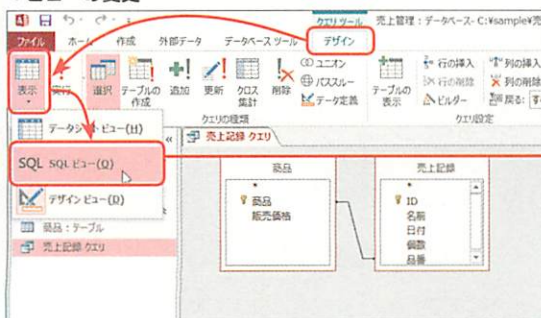 クエリ ツール
売上管理：データベース- C:¥sample¥売
ファイル
ホーム
作成
外部データ
データベース ツール
デザイン
表示
実行
選択
テーブルの
作成
追加
更新
クロス
集計
削除
ユニオン
パススルー
データ定義
テーブルの
表示
行の挿入
行の削除
ビルダー
列の挿入
列の削除
戻る:
クエリの種類
クエリ設定
データシート ビュー(H)
SQL SQL ビュー(Q)
デザイン ビュー(D)
商品：テーブル
売上記録 クエリ
«
売上記録 クエリ
商品
*
商品
販売価格
売上記録
*
ID
名前
日付
個数
品番